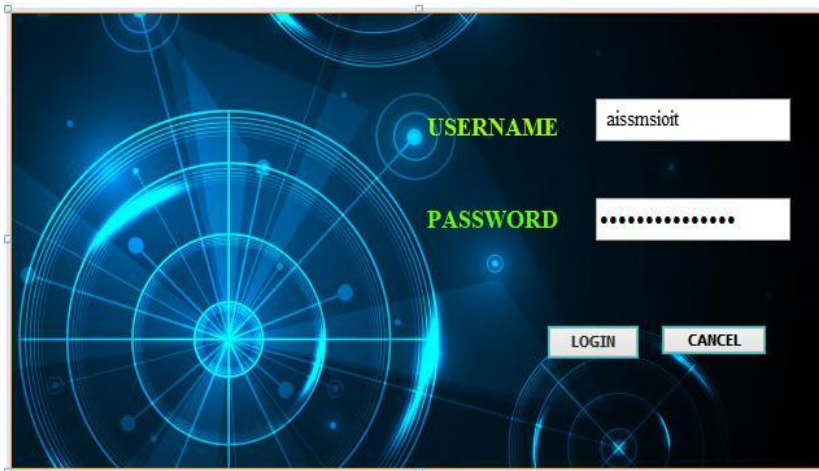 USERNAME aissmsioit
PASSWORD •••••••••••••••
LOGIN CANCEL